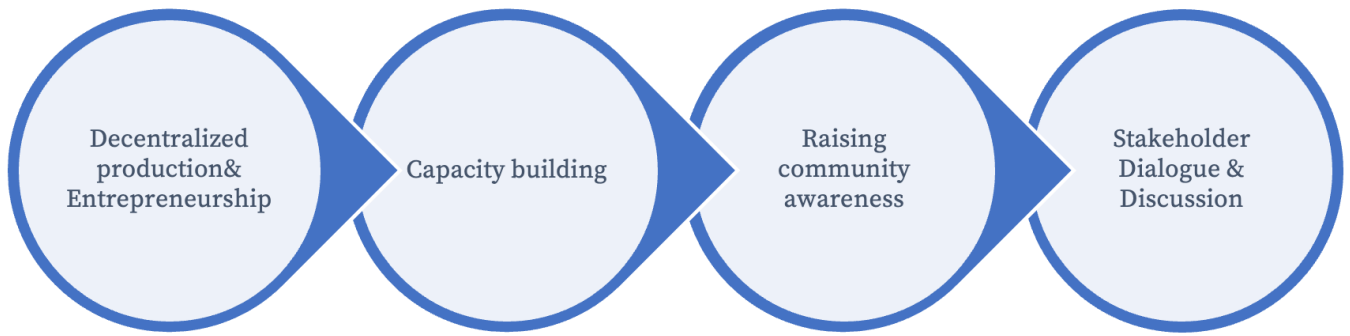 Decentralized
production&
Entrepreneurship
Capacity building
Raising
community
awareness
Stakeholder
Dialogue &
Discussion